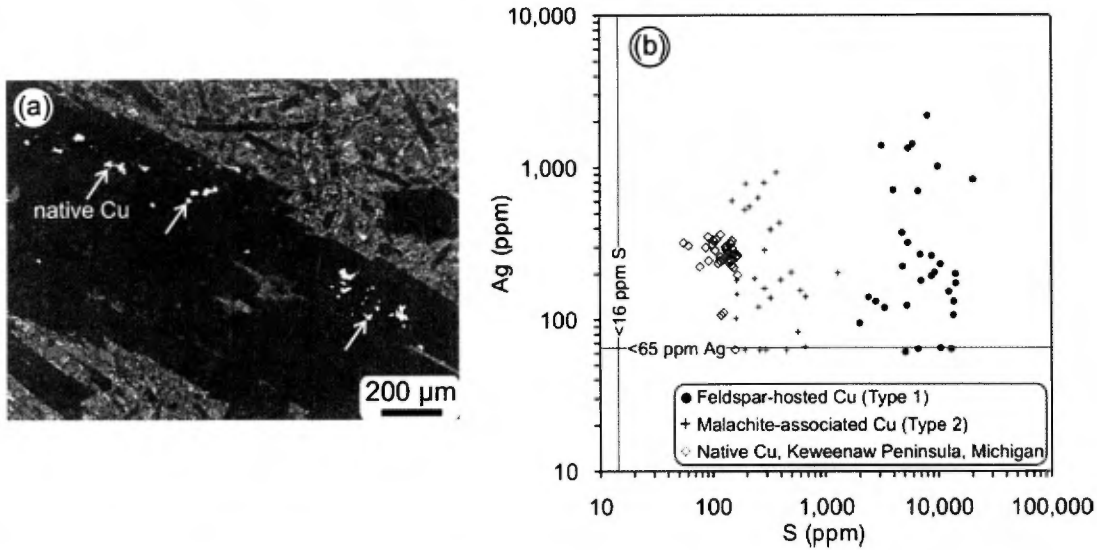 (a)
native Cu
200 µm
(b)
10,000
1,000
100
10
Ag (ppm)
<16 ppm S
<65 ppm Ag
Feldspar-hosted Cu (Type 1)
Malachite-associated Cu (Type 2)
Native Cu, Keweenaw Peninsula, Michigan
10 100 1,000 10,000 100,000
S (ppm)